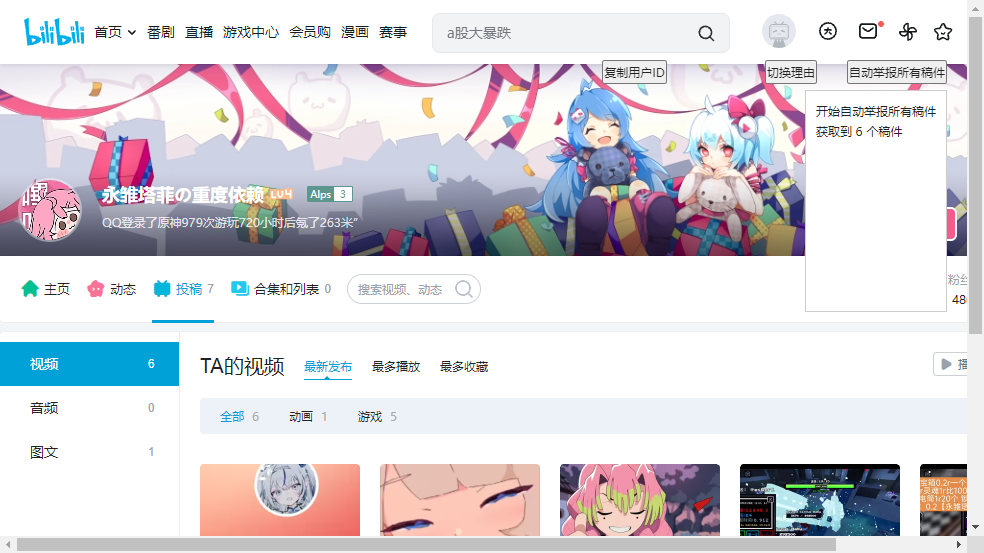 bilibili 首页 番剧 直播 游戏中心 会员购 漫画 赛事 a股大暴跌
复制用户ID 切换理由 自动举报所有稿件
开始自动举报所有稿件
获取到 6 个稿件
永雏塔菲の重度依赖 LV4 Alps 3
QQ登录了原神979次游玩720小时后氪了263米”
主页 动态 投稿 7 合集和列表 0 搜索视频、动态
粉丝
48
视频 6
音频 0
图文 1
TA的视频 最新发布 最多播放 最多收藏 播
全部 6 动画 1 游戏 5